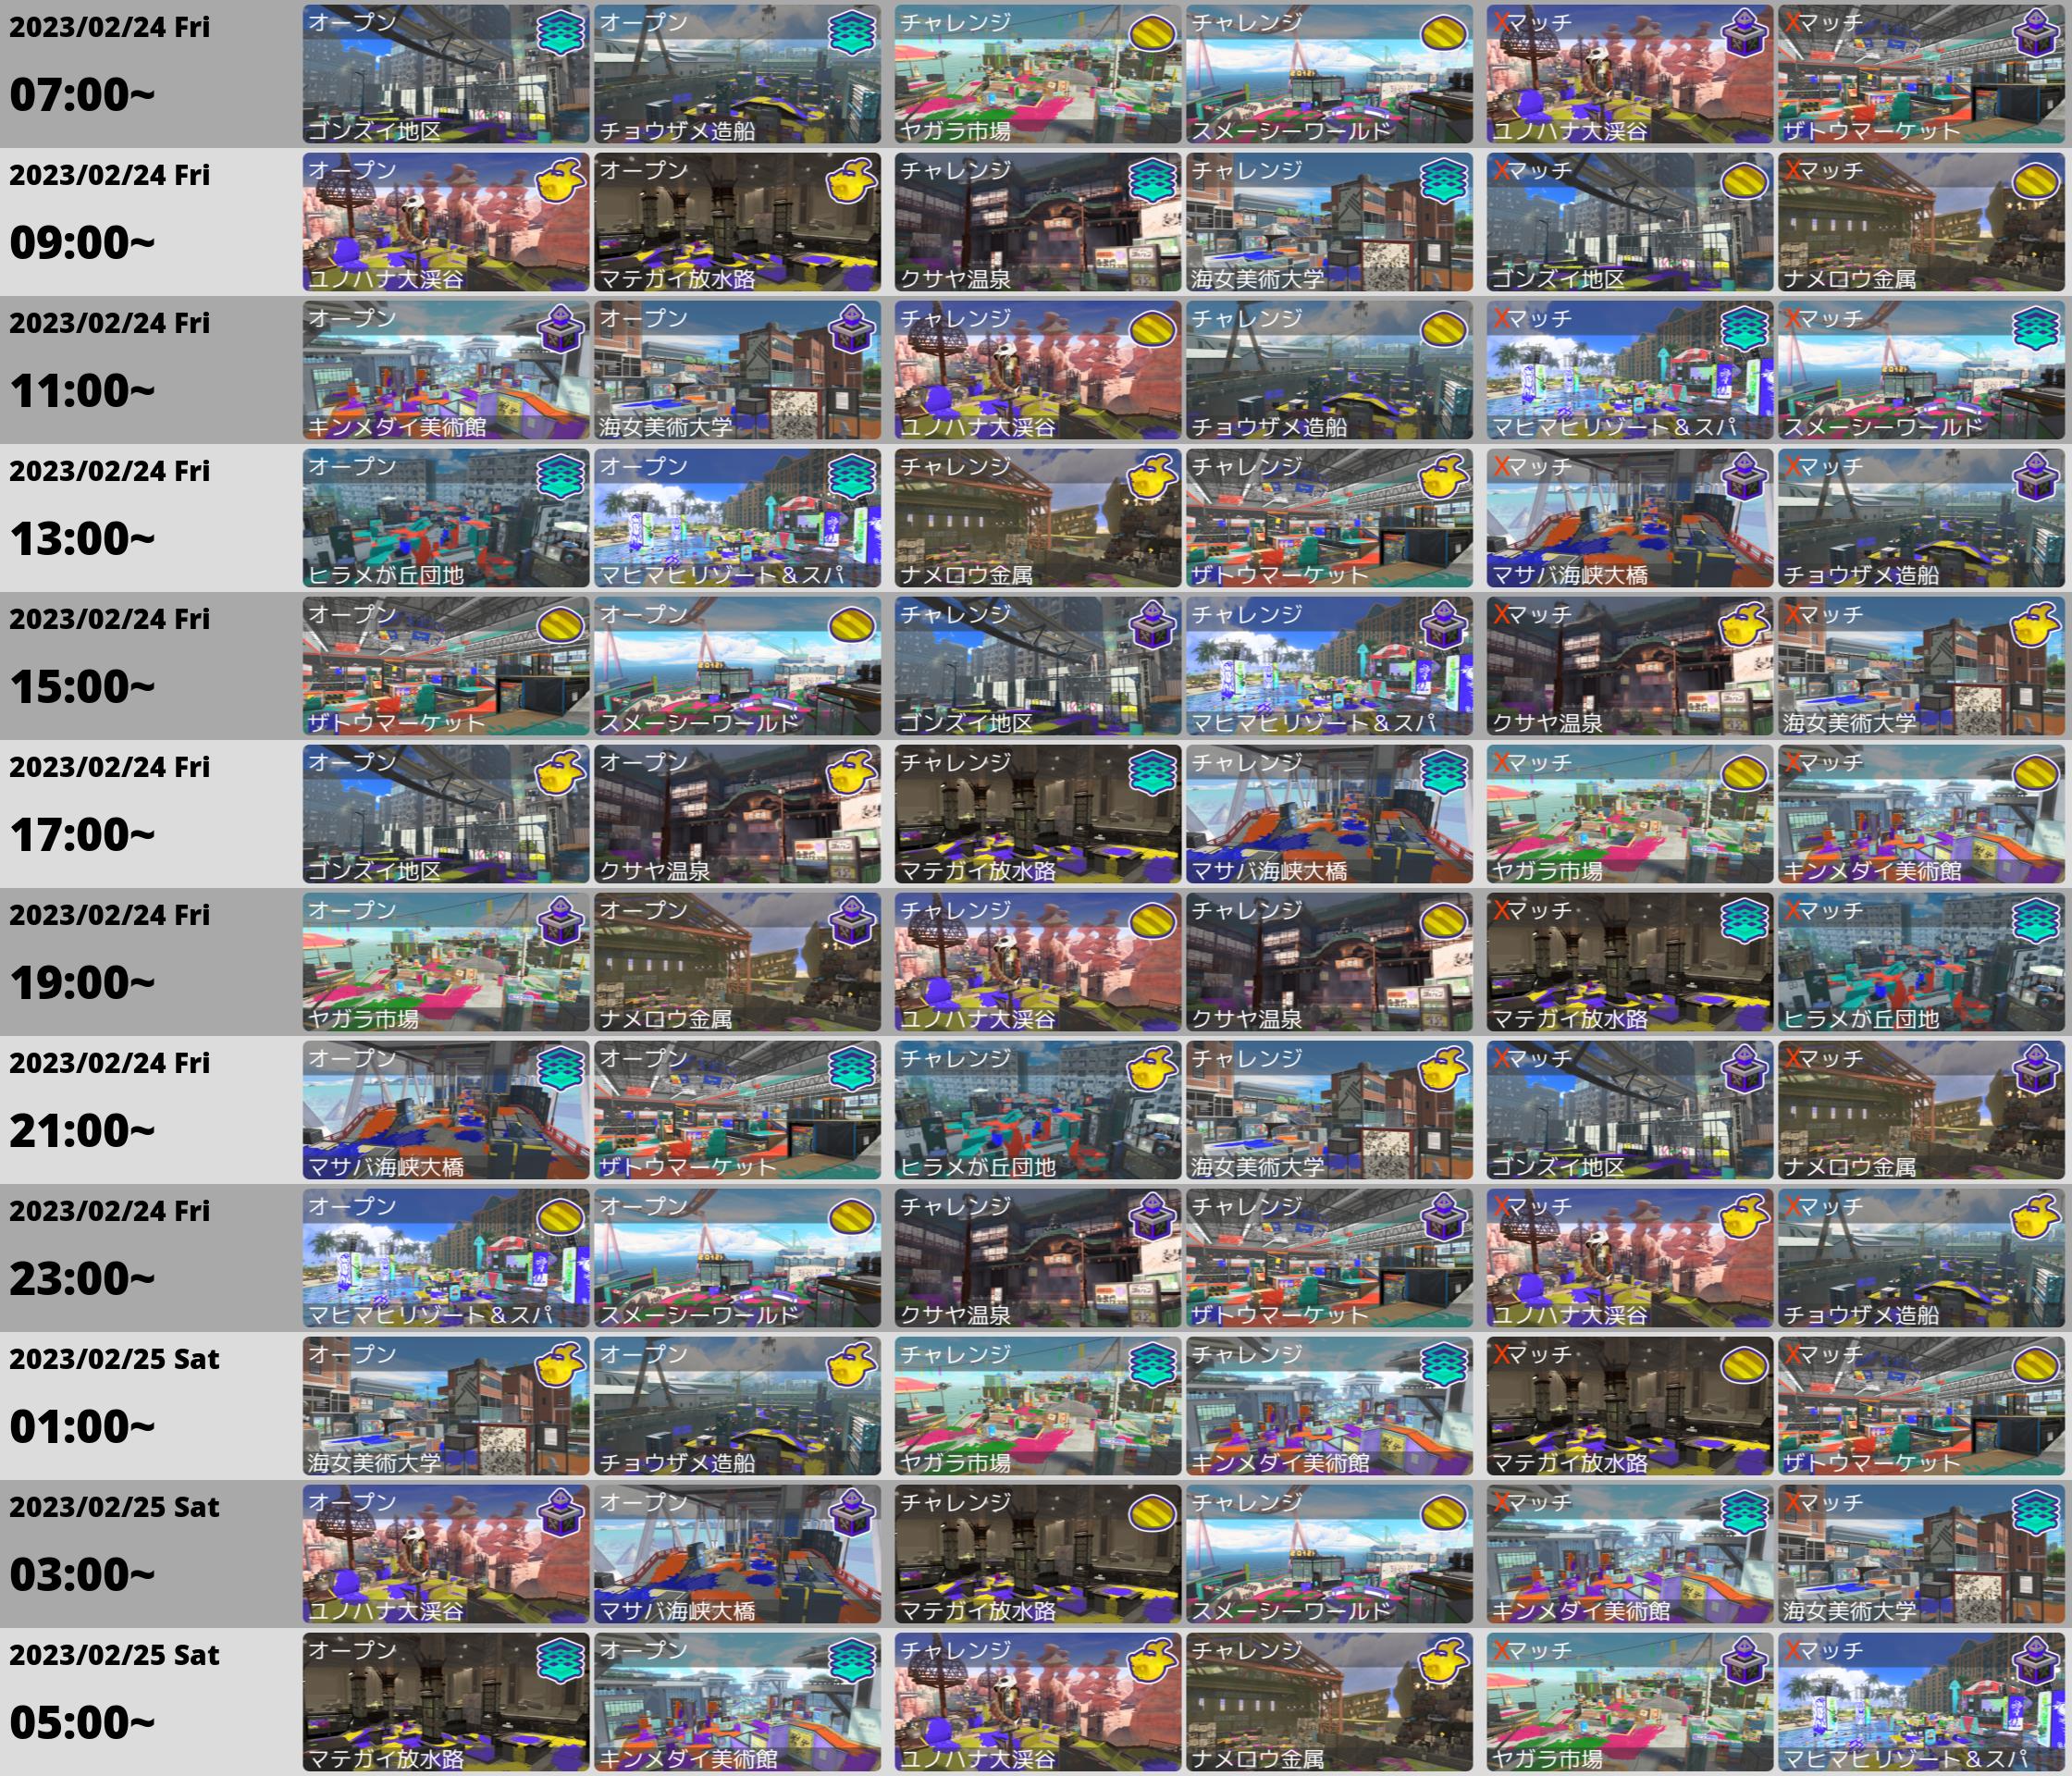 2023/02/24 Fri
07:00~
オープン オープン チャレンジ チャレンジ Xマッチ Xマッチ
ゴンズイ地区 チョウザメ造船 ヤガラ市場 スメーシーワールド ユノハナ大渓谷 ザトウマーケット
2023/02/24 Fri
09:00~
オープン オープン チャレンジ チャレンジ Xマッチ Xマッチ
ユノハナ大渓谷 マテガイ放水路 クサヤ温泉 海女美術大学 ゴンズイ地区 ナメロウ金属
2023/02/24 Fri
11:00~
オープン オープン チャレンジ チャレンジ Xマッチ Xマッチ
キンメダイ美術館 海女美術大学 ユノハナ大渓谷 チョウザメ造船 マヒマヒリゾート&スパ スメーシーワールド
2023/02/24 Fri
13:00~
オープン オープン チャレンジ チャレンジ Xマッチ Xマッチ
ヒラメが丘団地 マヒマヒリゾート&スパ ナメロウ金属 ザトウマーケット マサバ海峡大橋 チョウザメ造船
2023/02/24 Fri
15:00~
オープン オープン チャレンジ チャレンジ Xマッチ Xマッチ
ザトウマーケット スメーシーワールド ゴンズイ地区 マヒマヒリゾート&スパ クサヤ温泉 海女美術大学
2023/02/24 Fri
17:00~
オープン オープン チャレンジ チャレンジ Xマッチ Xマッチ
ゴンズイ地区 クサヤ温泉 マテガイ放水路 マサバ海峡大橋 ヤガラ市場 キンメダイ美術館
2023/02/24 Fri
19:00~
オープン オープン チャレンジ チャレンジ Xマッチ Xマッチ
ヤガラ市場 ナメロウ金属 ユノハナ大渓谷 クサヤ温泉 マテガイ放水路 ヒラメが丘団地
2023/02/24 Fri
21:00~
オープン オープン チャレンジ チャレンジ Xマッチ Xマッチ
マサバ海峡大橋 ザトウマーケット ヒラメが丘団地 海女美術大学 ゴンズイ地区 ナメロウ金属
2023/02/24 Fri
23:00~
オープン オープン チャレンジ チャレンジ Xマッチ Xマッチ
マヒマヒリゾート&スパ スメーシーワールド クサヤ温泉 ザトウマーケット ユノハナ大渓谷 チョウザメ造船
2023/02/25 Sat
01:00~
オープン オープン チャレンジ チャレンジ Xマッチ Xマッチ
海女美術大学 チョウザメ造船 ヤガラ市場 キンメダイ美術館 マテガイ放水路 ザトウマーケット
2023/02/25 Sat
03:00~
オープン オープン チャレンジ チャレンジ Xマッチ Xマッチ
ユノハナ大渓谷 マサバ海峡大橋 マテガイ放水路 スメーシーワールド キンメダイ美術館 海女美術大学
2023/02/25 Sat
05:00~
オープン オープン チャレンジ チャレンジ Xマッチ Xマッチ
マテガイ放水路 キンメダイ美術館 ユノハナ大渓谷 ナメロウ金属 ヤガラ市場 マヒマヒリゾート&スパ